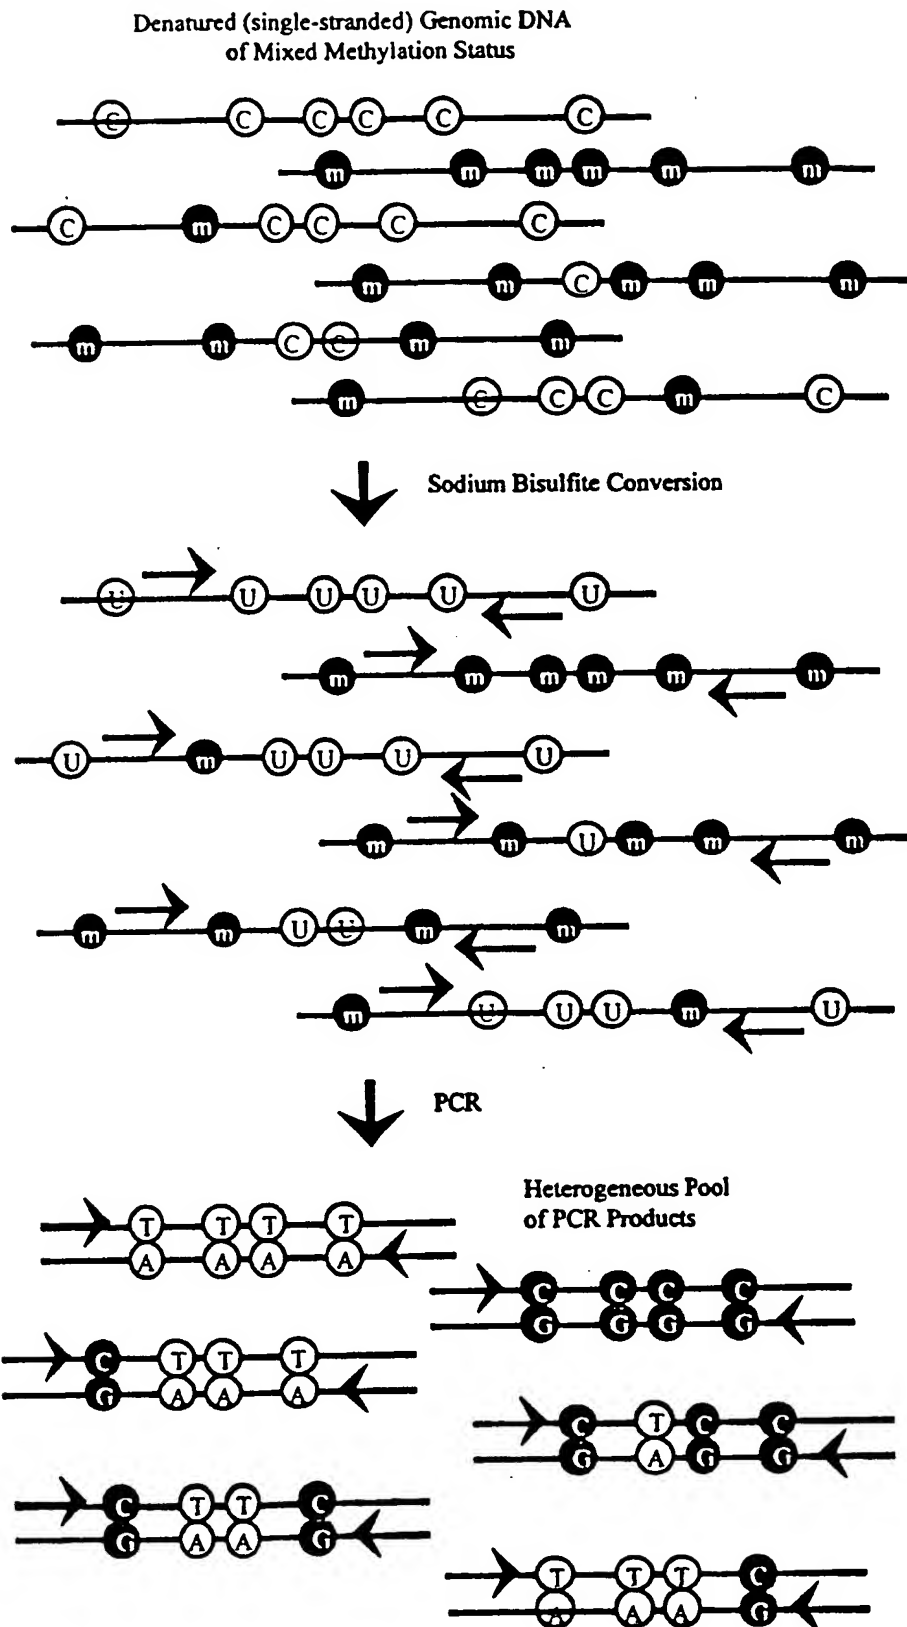 Denatured (single-stranded) Genomic DNA
of Mixed Methylation Status
C C C C C C
m m m m m m
C m C C C C
m m C m m m
m m C C m m
m C C C m C
Sodium Bisulfite Conversion
U U U U U U
m m m m m m
U m U U U U
m m U m m m
m m U U m m
m U U U m U
PCR
Heterogeneous Pool
of PCR Products
T T T T
A A A A
C C C C
G G G G
C T T T
G A A A
C T C C
G A G G
C T T C
G A A G
T T T C
A A A G